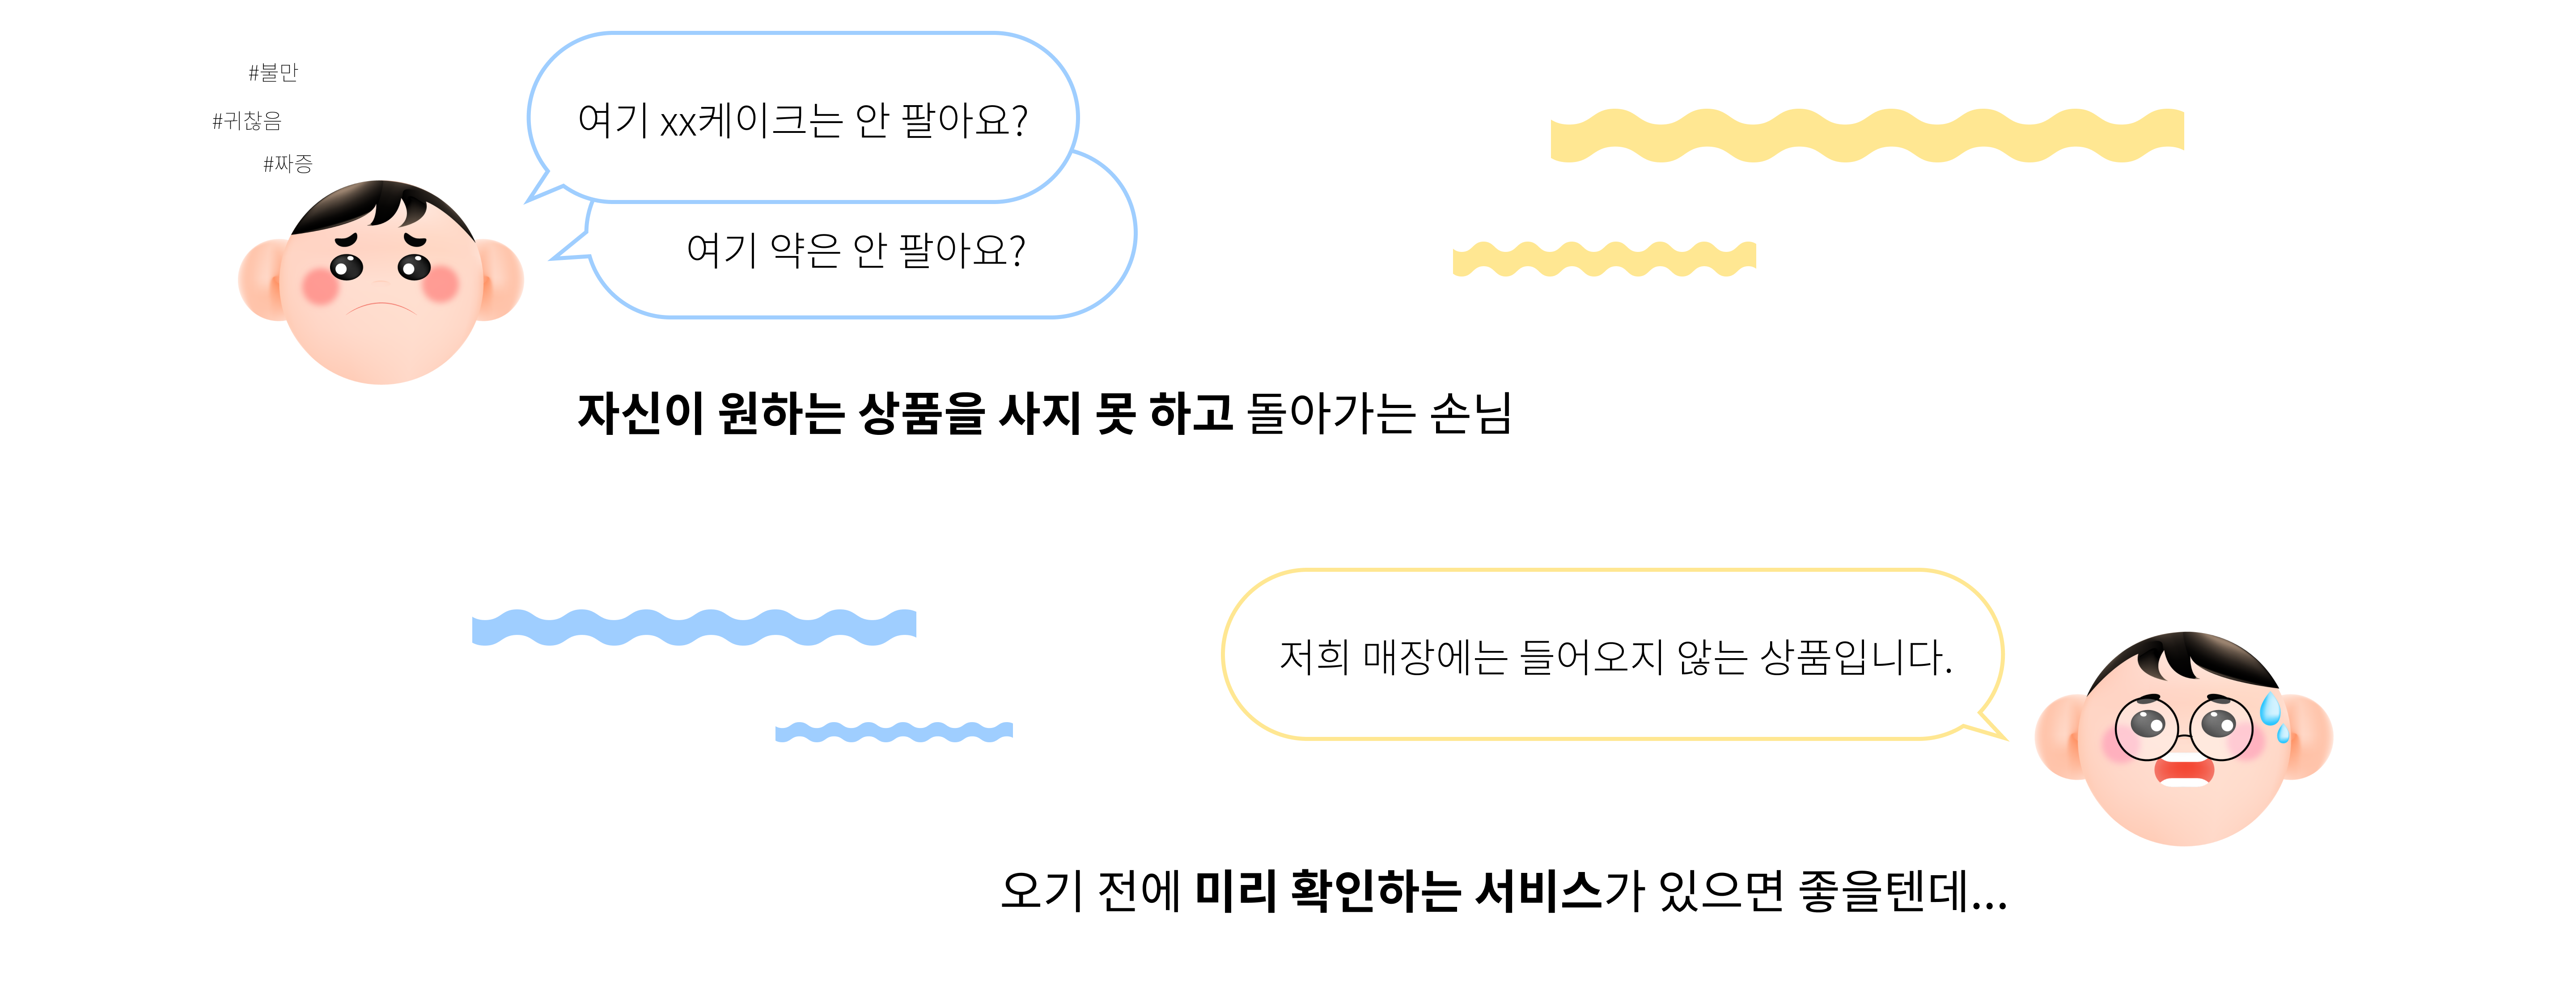 #불만
#귀찮음
#짜증
여기 xx케이크는 안 팔아요?
여기 약은 안 팔아요?
자신이 원하는 상품을 사지 못 하고 돌아가는 손님
저희 매장에는 들어오지 않는 상품입니다.
오기 전에 미리 확인하는 서비스가 있으면 좋을텐데...